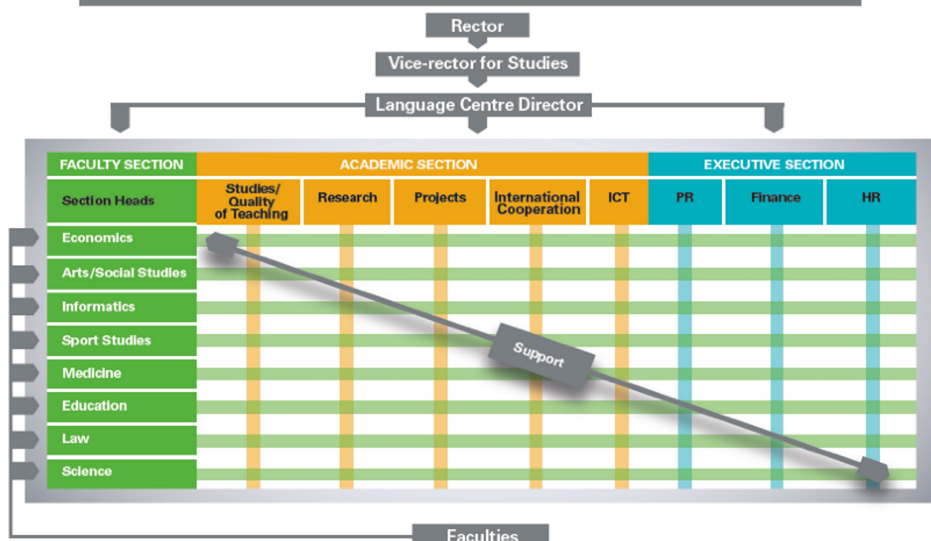 Rector
Vice-rector for Studies
Language Centre Director
FACULTY SECTION
ACADEMIC SECTION
EXECUTIVE SECTION
Section Heads
Studies/
Quality
of Teaching
Research
Projects
International
Cooperation
ICT
PR
Finance
HR
Economics
Arts/Social Studies
Informatics
Sport Studies
Medicine
Education
Law
Science
Support
Faculties